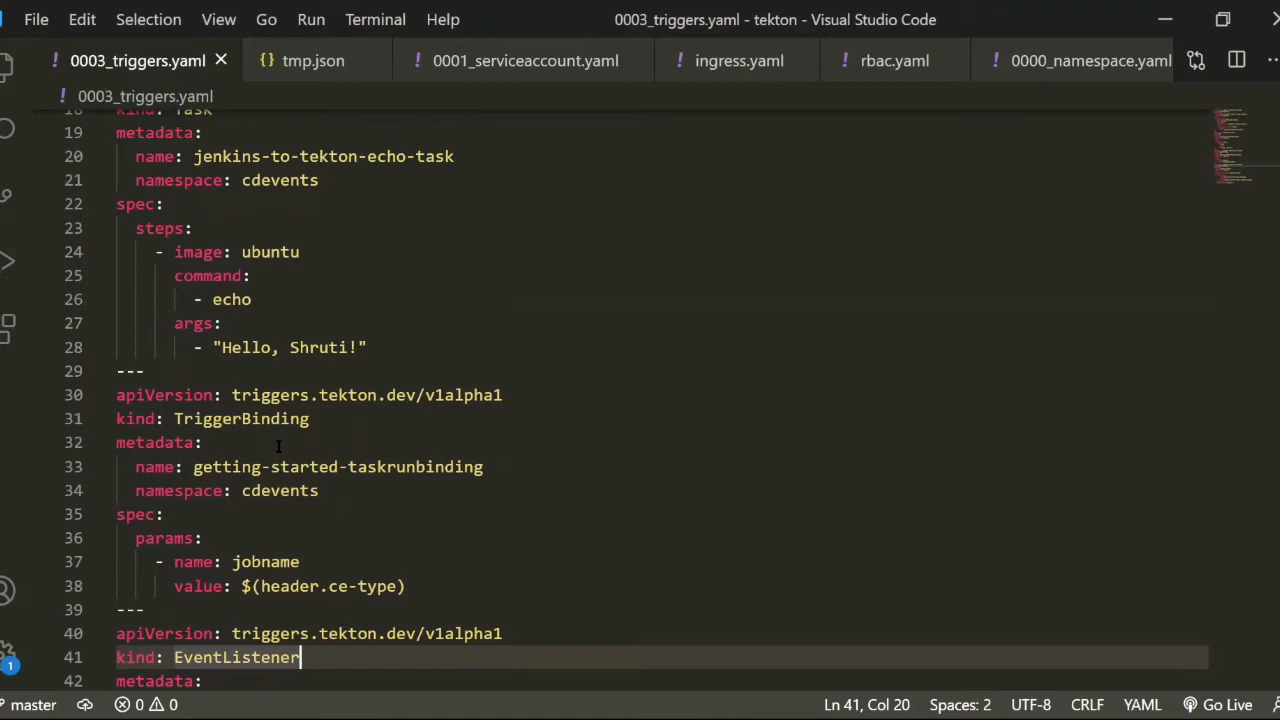 File Edit Selection View Go Run Terminal Help 0003_triggers.yaml - tekton - Visual Studio Code
! 0003_triggers.yaml {} tmp.json ! 0001_serviceaccount.yaml ! ingress.yaml ! rbac.yaml ! 0000_namespace.yaml
! 0003_triggers.yaml
18 kind: Task
19 metadata:
20 name: jenkins-to-tekton-echo-task
21 namespace: cdevents
22 spec:
23 steps:
24 - image: ubuntu
25 command:
26 - echo
27 args:
28 - "Hello, Shruti!"
29 ---
30 apiVersion: triggers.tekton.dev/v1alpha1
31 kind: TriggerBinding
32 metadata:
33 name: getting-started-taskrunbinding
34 namespace: cdevents
35 spec:
36 params:
37 - name: jobname
38 value: $(header.ce-type)
39 ---
40 apiVersion: triggers.tekton.dev/v1alpha1
41 kind: EventListener
42 metadata:
1
master 0 0 Ln 41, Col 20 Spaces: 2 UTF-8 CRLF YAML Go Live